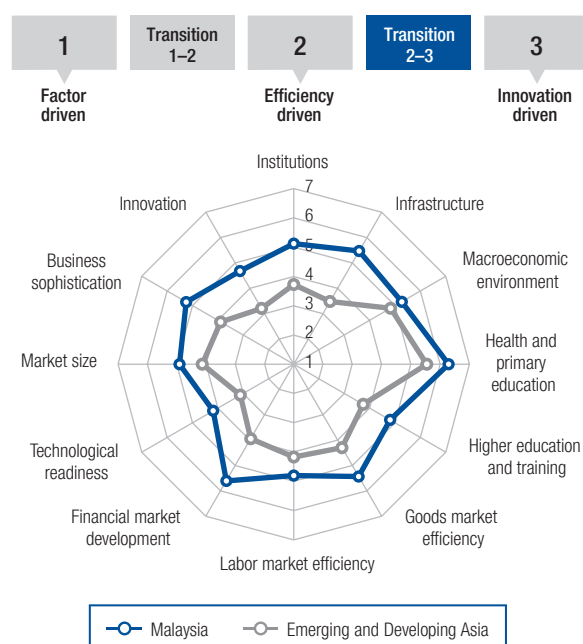 1
Transition
1–2
2
Transition
2–3
3
Factor
driven
Efficiency
driven
Innovation
driven
Institutions
7
6
5
4
3
2
1
Infrastructure
Macroeconomic
environment
Health and
primary
education
Higher education
and training
Goods market
efficiency
Labor market efficiency
Financial market
development
Technological
readiness
Market size
Business
sophistication
Innovation
Malaysia
Emerging and Developing Asia